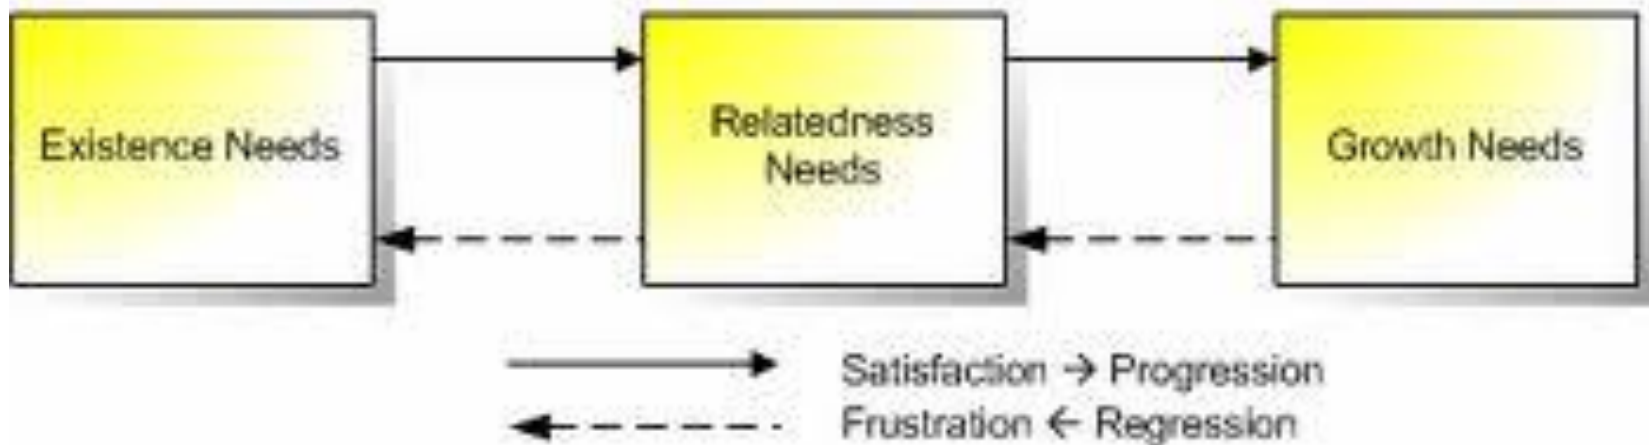 Existence Needs
Relatedness
Needs
Growth Needs
Satisfaction → Progression
Frustration ← Regression